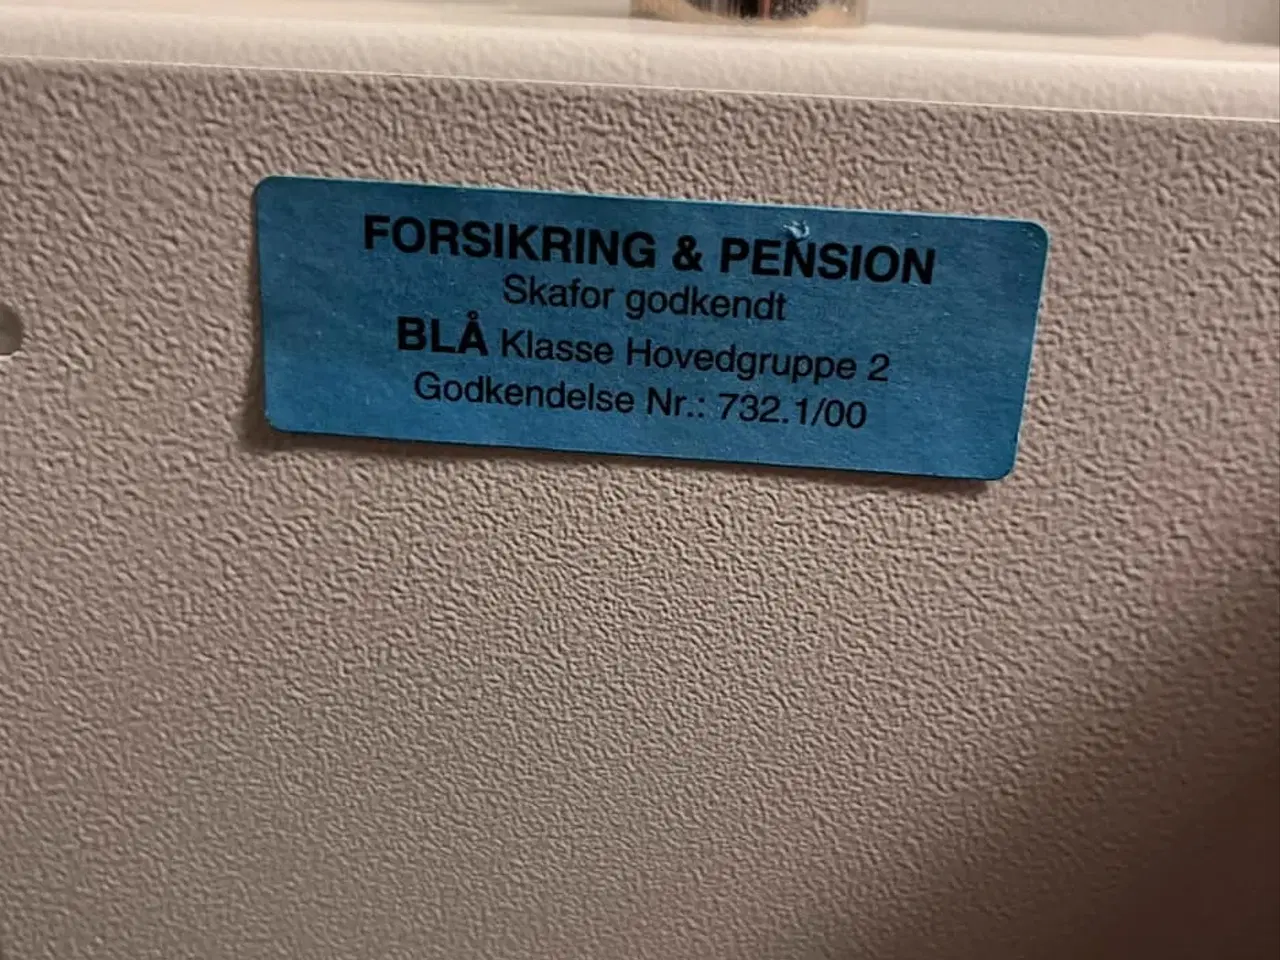 FORSIKRING & PENSION
Skafor godkendt
BLÅ Klasse Hovedgruppe 2
Godkendelse Nr.: 732.1/00